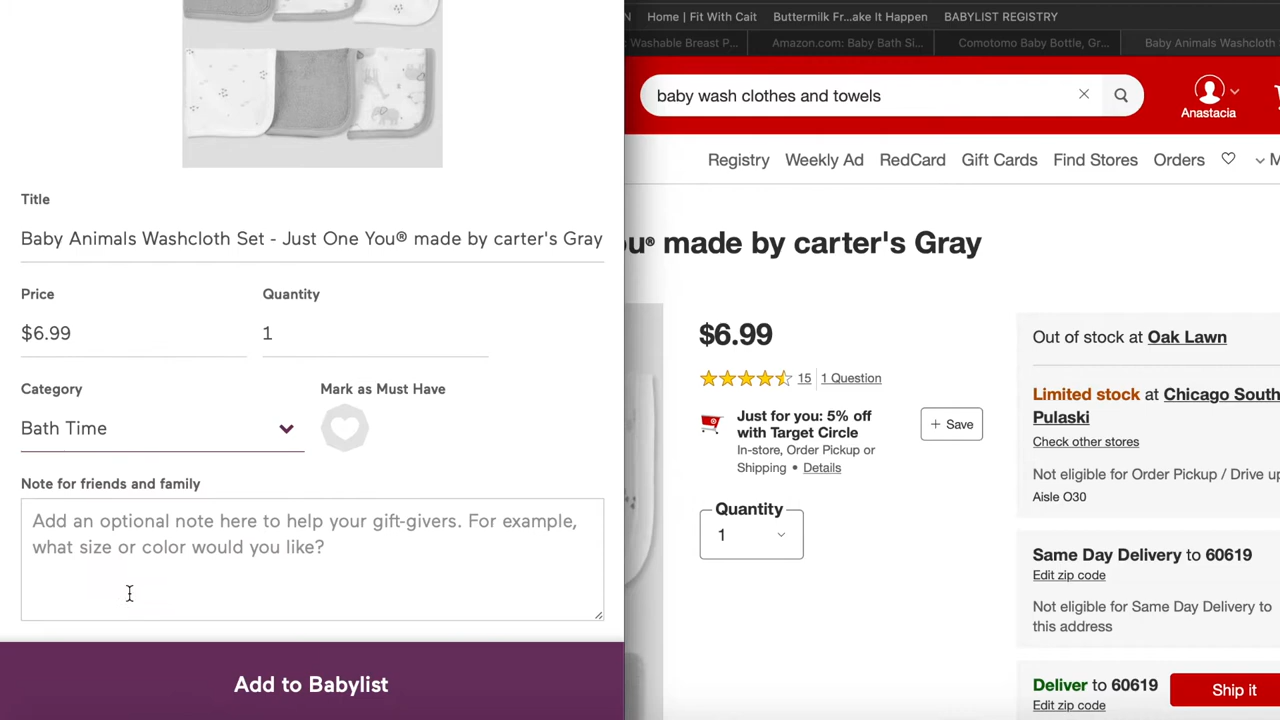 N
Home | Fit With Cait
Buttermilk Fr...ake It Happen
BABYLIST REGISTRY
Washable Breast P...
Amazon.com: Baby Bath Si...
Comotomo Baby Bottle, Gr...
Baby Animals Washcloth
baby wash clothes and towels
Anastacia
Registry
Weekly Ad
RedCard
Gift Cards
Find Stores
Orders
M
Title
Baby Animals Washcloth Set - Just One You® made by carter's Gray
u® made by carter's Gray
Price
Quantity
$6.99
1
Category
Mark as Must Have
Bath Time
Note for friends and family
Add an optional note here to help your gift-givers. For example,
what size or color would you like?
Add to Babylist
$6.99
15
1 Question
Just for you: 5% off
with Target Circle
In-store, Order Pickup or
Shipping • Details
+ Save
Quantity
1
Out of stock at Oak Lawn
Limited stock at Chicago South
Pulaski
Check other stores
Not eligible for Order Pickup / Drive up
Aisle O30
Same Day Delivery to 60619
Edit zip code
Not eligible for Same Day Delivery to
this address
Deliver to 60619
Edit zip code
Ship it